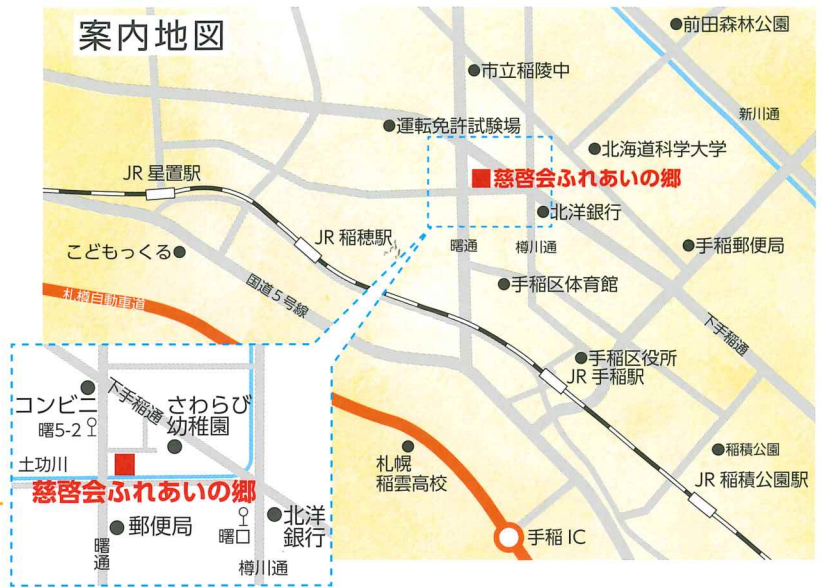 案内地図
前田森林公園
市立稲陵中
新川通
運転免許試験場
北海道科学大学
JR 星置駅
慈啓会ふれあいの郷
北洋銀行
JR 稲穂駅
曙通
樽川通
手稲郵便局
こどもっくる
手稲区体育館
国道5号線
札樽自動車道
下手稲通
手稲区役所
JR 手稲駅
コンビニ
下手稲通
さわらび
幼稚園
曙5-2
土功川
慈啓会ふれあいの郷
郵便局
曙口
北洋
銀行
曙通
樽川通
札幌
稲雲高校
稲積公園
JR 稲積公園駅
手稲 IC